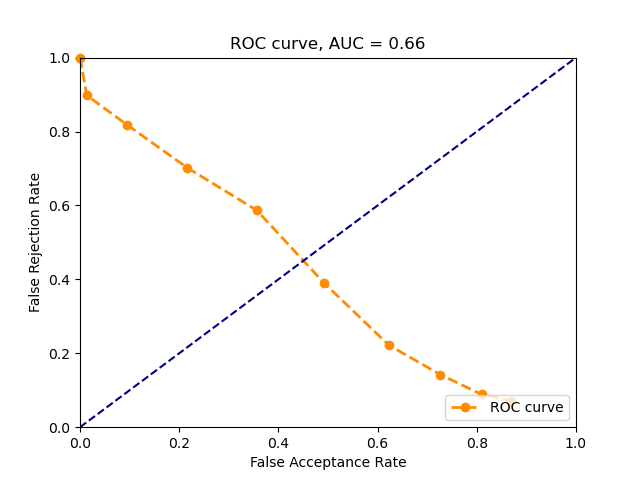 ROC curve, AUC = 0.66
1.0
0.8
0.6
0.4
0.2
0.0
False Rejection Rate
ROC curve
0.0 0.2 0.4 0.6 0.8 1.0
False Acceptance Rate